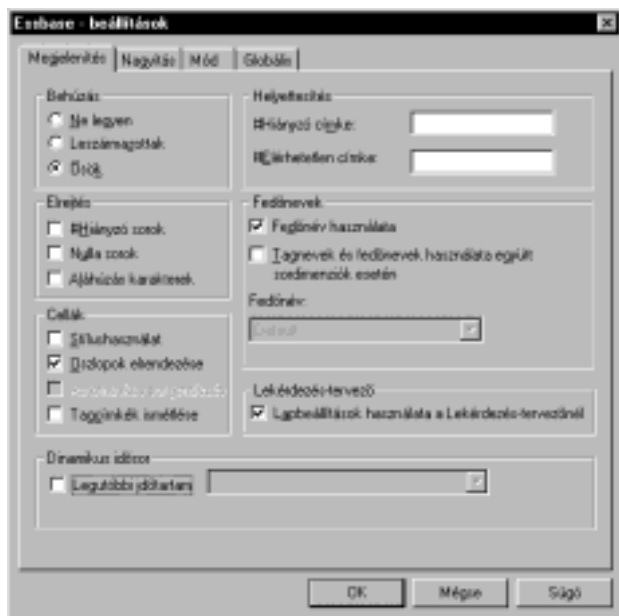 Essbase - beállítások
Megjelenítés
Nagyítás
Mód
Globális
Behúzás
Ne legyen
Leszármazottak
Ősök
Helyettesítés
#Hiányzó címke:
#Elérhetetlen címke:
Elrejtés
#Hiányzó sorok
Nulla sorok
Aláhúzás karakterek
Fedőnevek
Fedőnév használata
Tagnevek és fedőnevek használata együtt
sordimenziók esetén
Fedőnév:
Default
Cellák
Stílushasználat
Oszlopok elrendezése
Tagcímkék ismétlése
Lekérdezés-tervező
Lapbeállítások használata a Lekérdezés-tervezőnél
Dinamikus idősor
Legutóbbi időtartam
OK
Mégse
Súgó